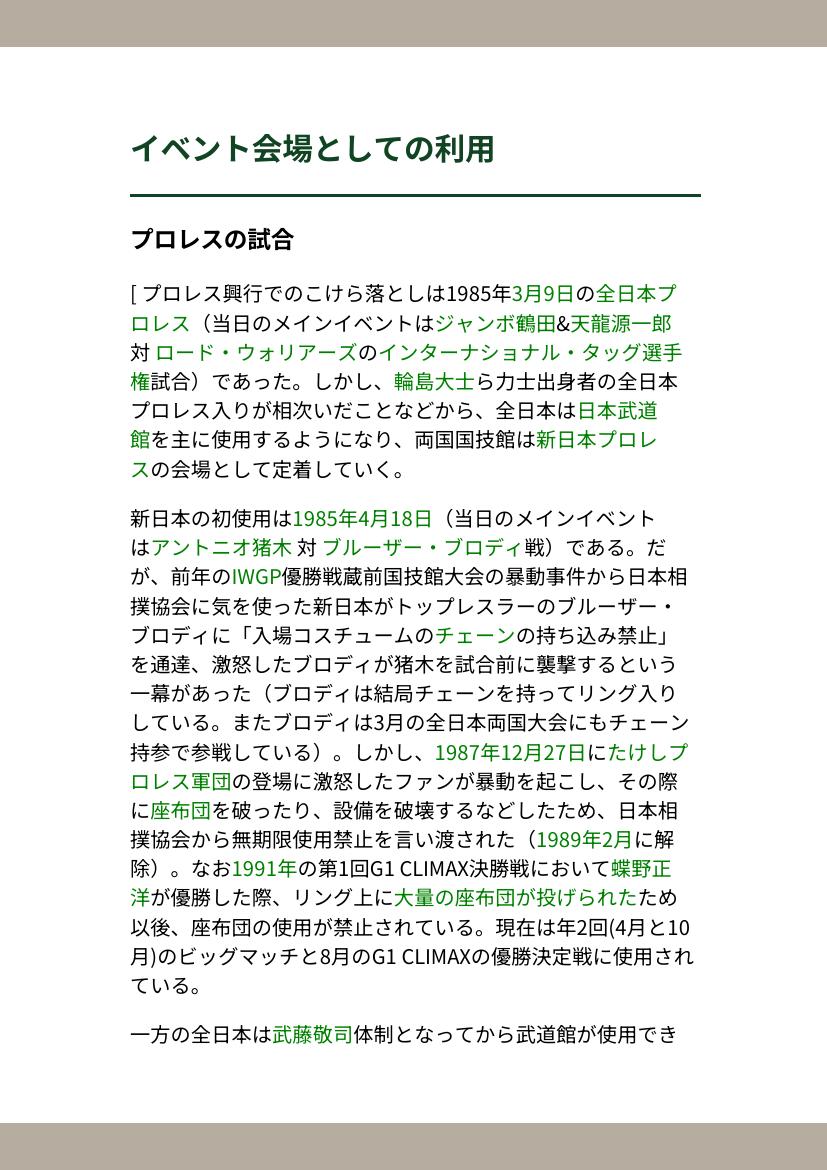 イベント会場としての利用
プロレスの試合
[ プロレス興行でのこけら落としは1985年3月9日の全日本プ
ロレス（当日のメインイベントはジャンボ鶴田&天龍源一郎
対 ロード・ウォリアーズのインターナショナル・タッグ選手
権試合）であった。しかし、輪島大士ら力士出身者の全日本
プロレス入りが相次いだことなどから、全日本は日本武道
館を主に使用するようになり、両国国技館は新日本プロレ
スの会場として定着していく。
新日本の初使用は1985年4月18日（当日のメインイベント
はアントニオ猪木 対 ブルーザー・ブロディ戦）である。だ
が、前年のIWGP優勝戦蔵前国技館大会の暴動事件から日本相
撲協会に気を使った新日本がトップレスラーのブルーザー・
ブロディに「入場コスチュームのチェーンの持ち込み禁止」
を通達、激怒したブロディが猪木を試合前に襲撃するという
一幕があった（ブロディは結局チェーンを持ってリング入り
している。またブロディは3月の全日本両国大会にもチェーン
持参で参戦している）。しかし、1987年12月27日にたけしプ
ロレス軍団の登場に激怒したファンが暴動を起こし、その際
に座布団を破ったり、設備を破壊するなどしたため、日本相
撲協会から無期限使用禁止を言い渡された（1989年2月に解
除）。なお1991年の第1回G1 CLIMAX決勝戦において蝶野正
洋が優勝した際、リング上に大量の座布団が投げられたため
以後、座布団の使用が禁止されている。現在は年2回(4月と10
月)のビッグマッチと8月のG1 CLIMAXの優勝決定戦に使用され
ている。
一方の全日本は武藤敬司体制となってから武道館が使用でき